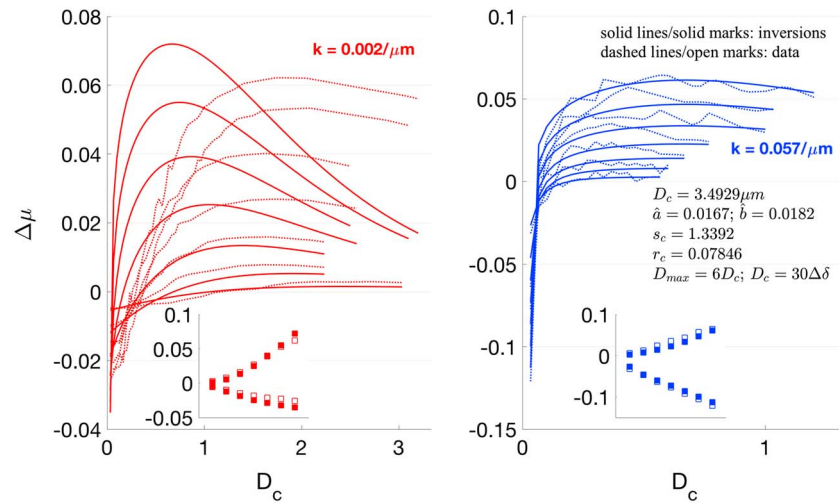 0.08
0.06
0.04
0.02
0
-0.02
-0.04
Δμ
k = 0.002/μm
0.1
0.05
0
-0.05
0
1
2
3
D_c
solid lines/solid marks: inversions
dashed lines/open marks: data
0.1
0.05
0
-0.05
-0.1
-0.15
k = 0.057/μm
D_c = 3.4929μm
â = 0.0167; b̂ = 0.0182
s_c = 1.3392
r_c = 0.07846
D_max = 6D_c; D_c = 30Δδ
0.1
0
-0.1
0
1
D_c